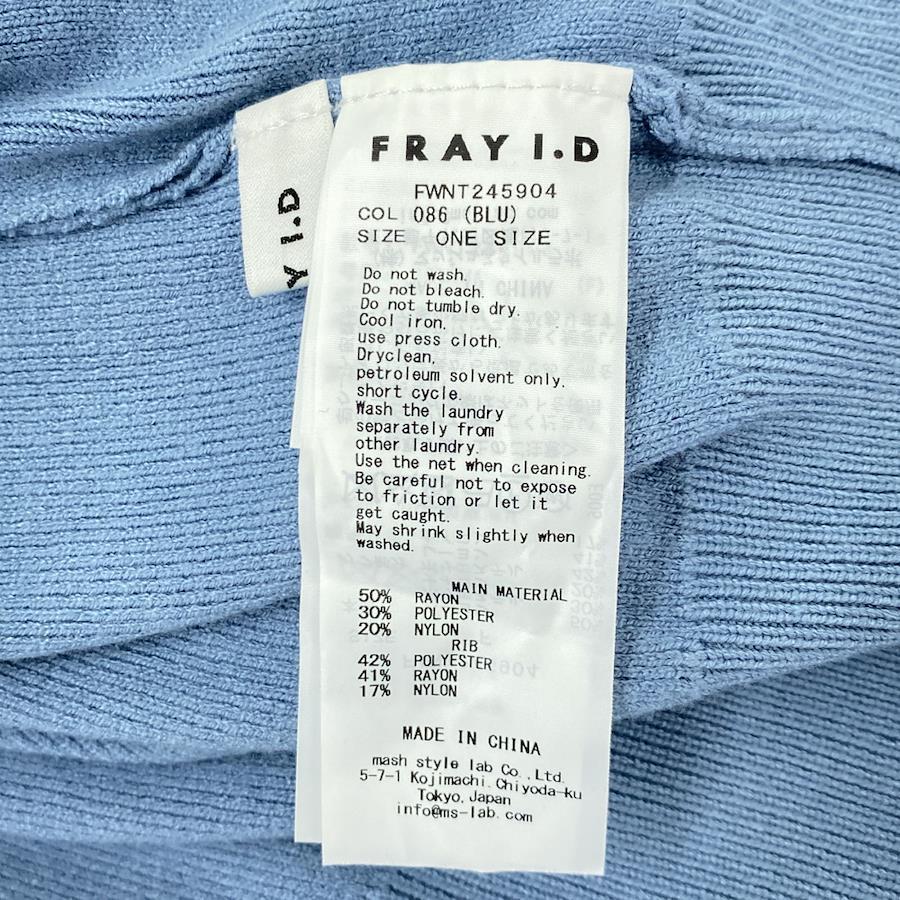 FRAY I.D
Y I.D
FWNT245904
COL 086 (BLU)
SIZE ONE SIZE
Do not wash.
Do not bleach.
Do not tumble dry.
Cool iron,
use press cloth.
Dryclean,
petroleum solvent only.
short cycle.
Wash the laundry
separately from
other laundry.
Use the net when cleaning.
Be careful not to expose
to friction or let it
get caught.
May shrink slightly when
washed.
MAIN MATERIAL
50% RAYON
30% POLYESTER
20% NYLON
RIB
42% POLYESTER
41% RAYON
17% NYLON
MADE IN CHINA
mash style lab Co.,Ltd.
5-7-1 Kojimachi.Chiyoda-ku
Tokyo,Japan
info@ms-lab.com